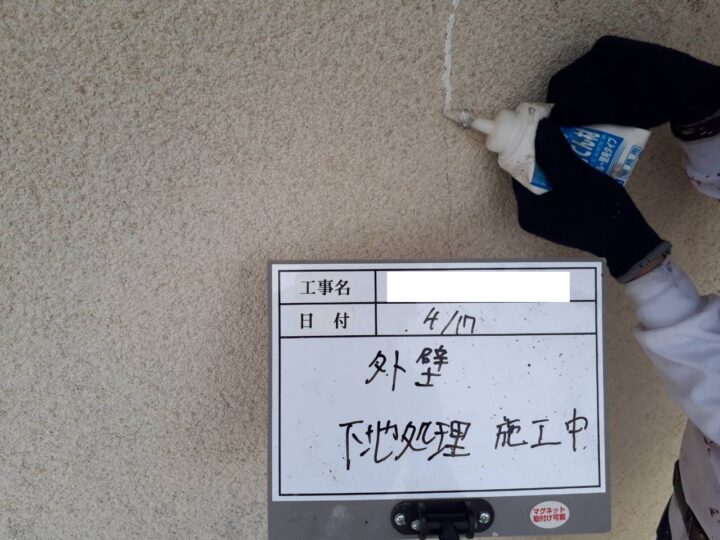 工事名
日 付
4/17
外壁
下地処理 施工中
マグネット
取付け可能